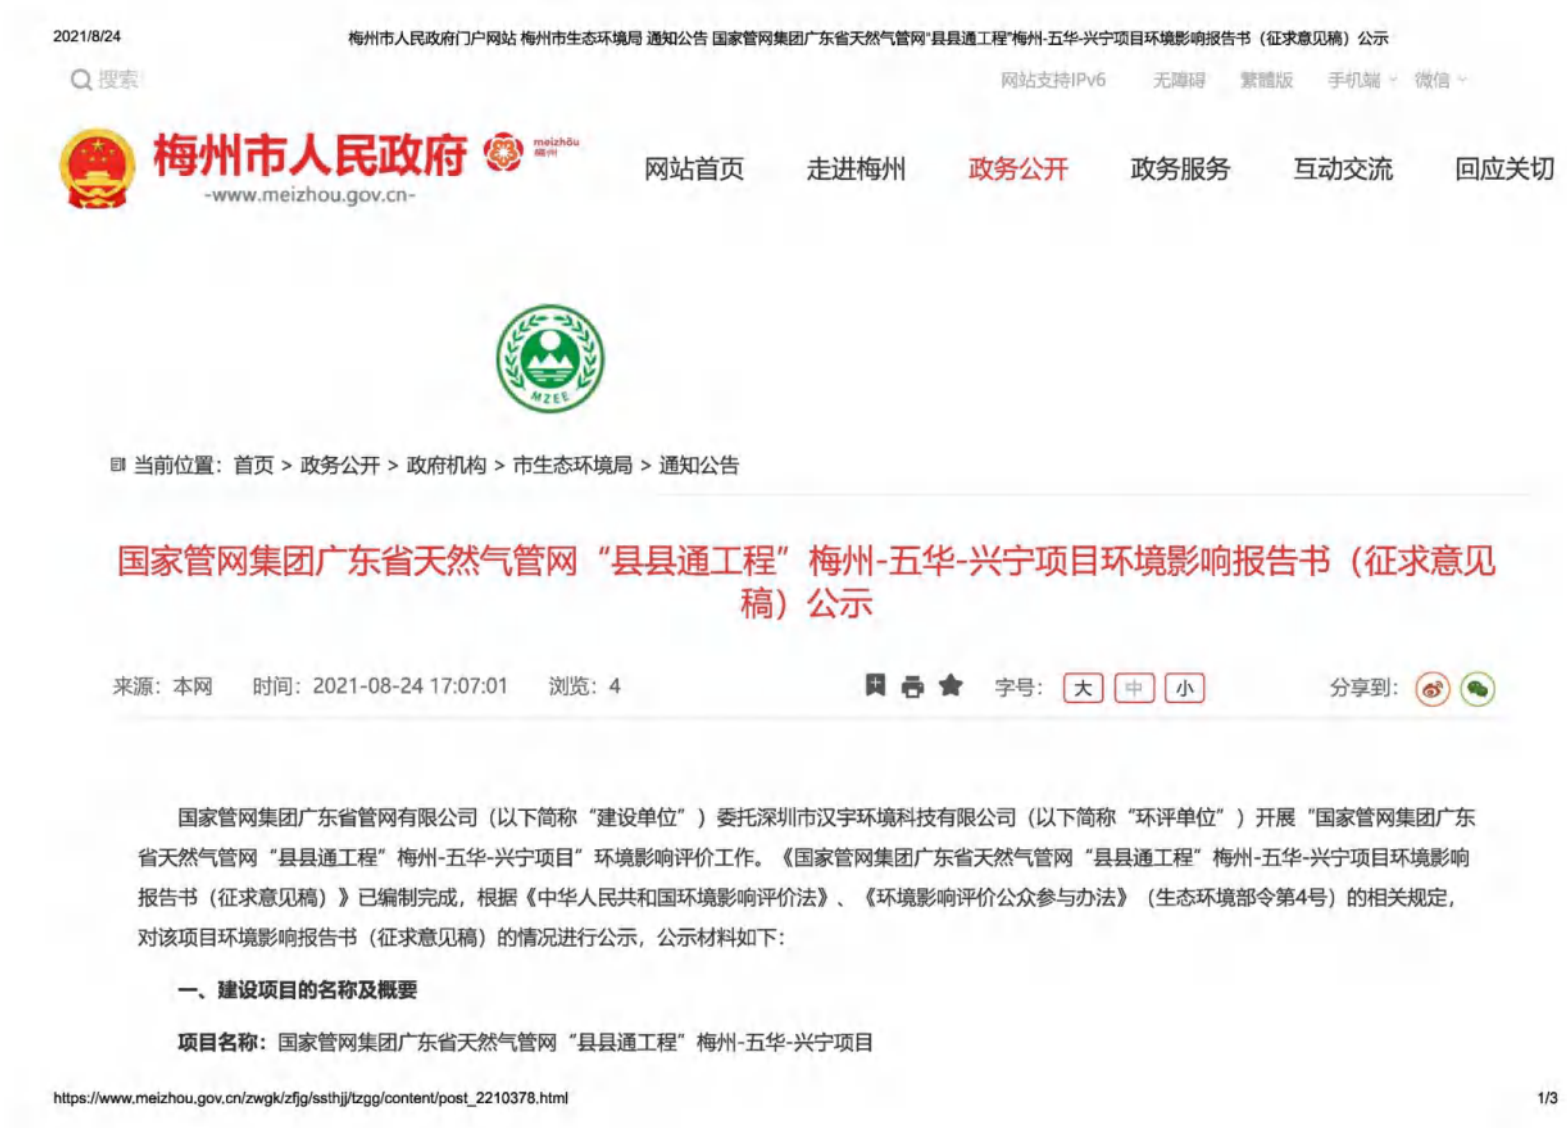 2021/8/24 梅州市人民政府门户网站 梅州市生态环境局 通知公告 国家管网集团广东省天然气管网“县县通工程”梅州-五华-兴宁项目环境影响报告书（征求意见稿）公示
搜索 网站支持IPv6 无障碍 繁體版 手机端 微信
梅州市人民政府 meizhōu 梅州
-www.meizhou.gov.cn-
网站首页 走进梅州 政务公开 政务服务 互动交流 回应关切
MZEE
当前位置：首页 > 政务公开 > 政府机构 > 市生态环境局 > 通知公告
国家管网集团广东省天然气管网“县县通工程”梅州-五华-兴宁项目环境影响报告书（征求意见
稿）公示
来源：本网 时间：2021-08-24 17:07:01 浏览：4 字号： 大 中 小 分享到：
国家管网集团广东省管网有限公司（以下简称“建设单位”）委托深圳市汉宇环境科技有限公司（以下简称“环评单位”）开展“国家管网集团广东
省天然气管网“县县通工程”梅州-五华-兴宁项目”环境影响评价工作。《国家管网集团广东省天然气管网“县县通工程”梅州-五华-兴宁项目环境影响
报告书（征求意见稿）》已编制完成，根据《中华人民共和国环境影响评价法》、《环境影响评价公众参与办法》（生态环境部令第4号）的相关规定，
对该项目环境影响报告书（征求意见稿）的情况进行公示，公示材料如下：
一、建设项目的名称及概要
项目名称：国家管网集团广东省天然气管网“县县通工程”梅州-五华-兴宁项目
https://www.meizhou.gov.cn/zwgk/zfjg/ssthjj/tzgg/content/post_2210378.html 1/3